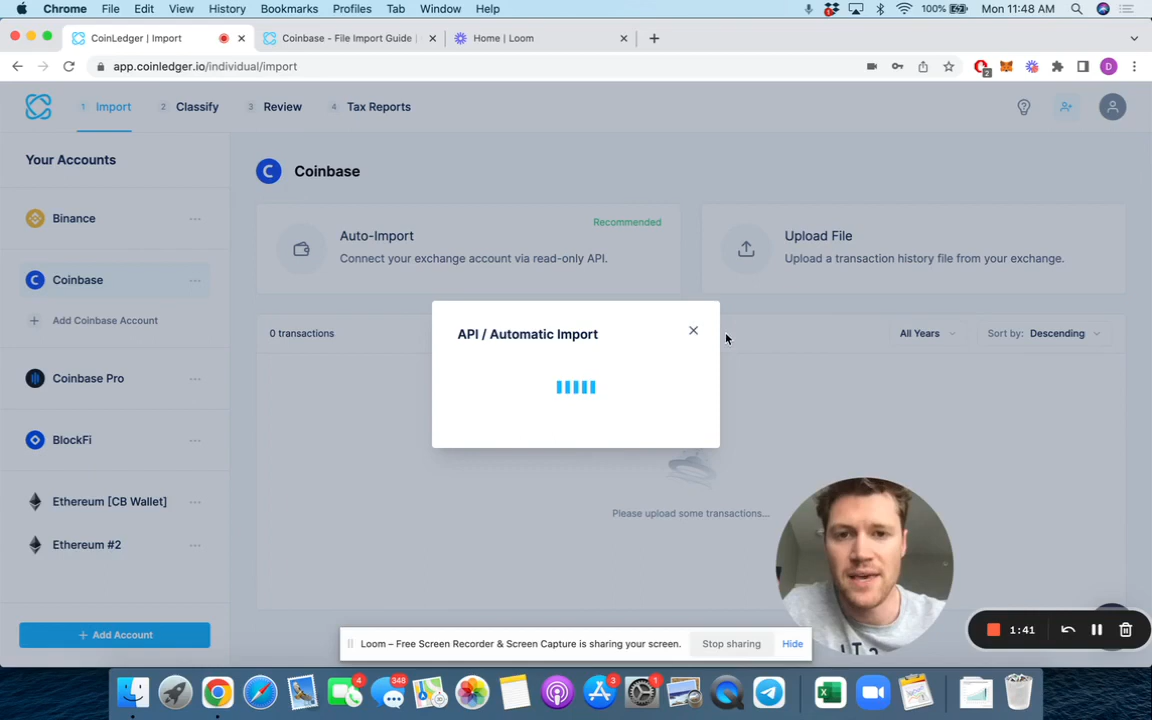 Chrome File Edit View History Bookmarks Profiles Tab Window Help 100% Mon 11:48 AM
CoinLedger | Import Coinbase - File Import Guide | Home | Loom
app.coinledger.io/individual/import 2 D
1 Import 2 Classify 3 Review 4 Tax Reports
Your Accounts
C Coinbase
Binance
Recommended
Auto-Import
Connect your exchange account via read-only API.
Upload File
Upload a transaction history file from your exchange.
C Coinbase
Add Coinbase Account
0 transactions All Years Sort by: Descending
API / Automatic Import
Coinbase Pro
BlockFi
Ethereum [CB Wallet]
Please upload some transactions...
Ethereum #2
+ Add Account
Loom – Free Screen Recorder & Screen Capture is sharing your screen. Stop sharing Hide
1:41
4 348 3 1